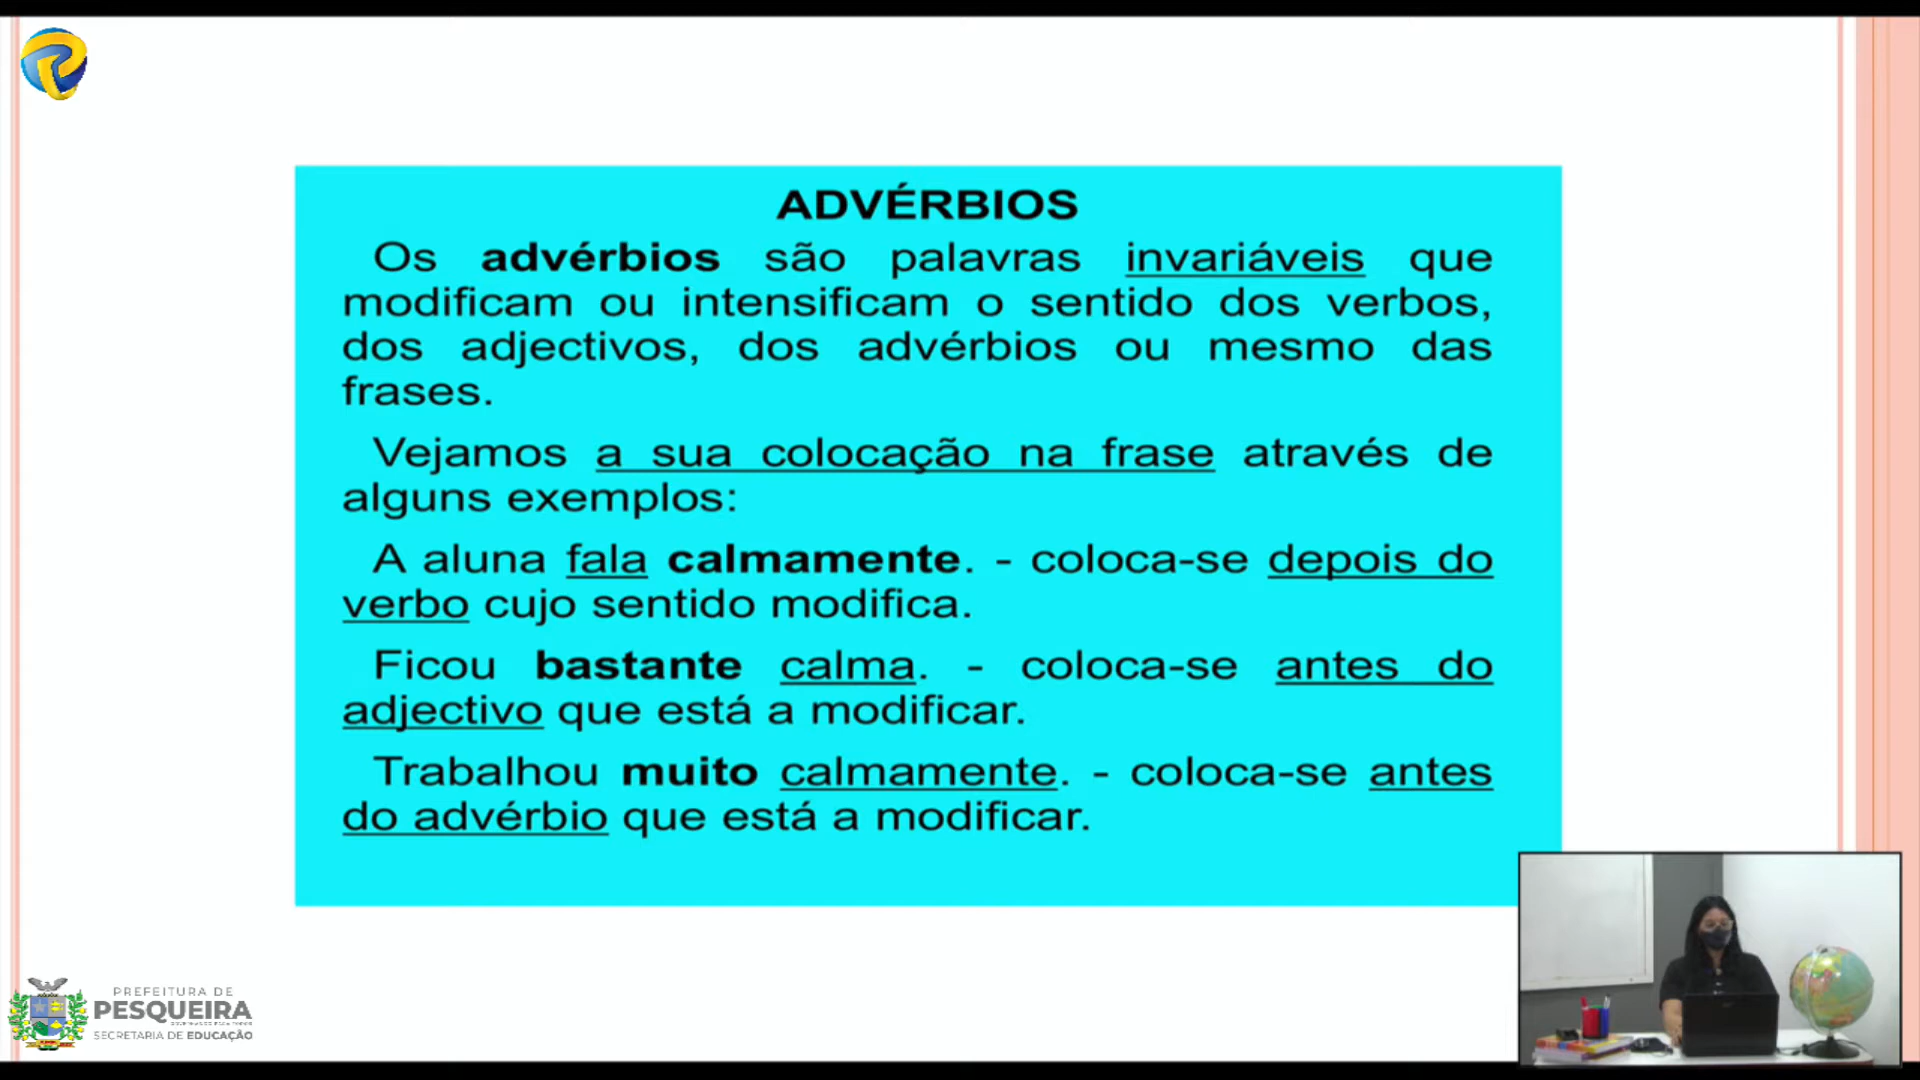 ADVÉRBIOS
Os advérbios são palavras invariáveis que
modificam ou intensificam o sentido dos verbos,
dos adjectivos, dos advérbios ou mesmo das
frases.
Vejamos a sua colocação na frase através de
alguns exemplos:
A aluna fala calmamente. - coloca-se depois do
verbo cujo sentido modifica.
Ficou bastante calma. - coloca-se antes do
adjectivo que está a modificar.
Trabalhou muito calmamente. - coloca-se antes
do advérbio que está a modificar.
PREFEITURA DE
PESQUEIRA
SECRETARIA DE EDUCAÇÃO